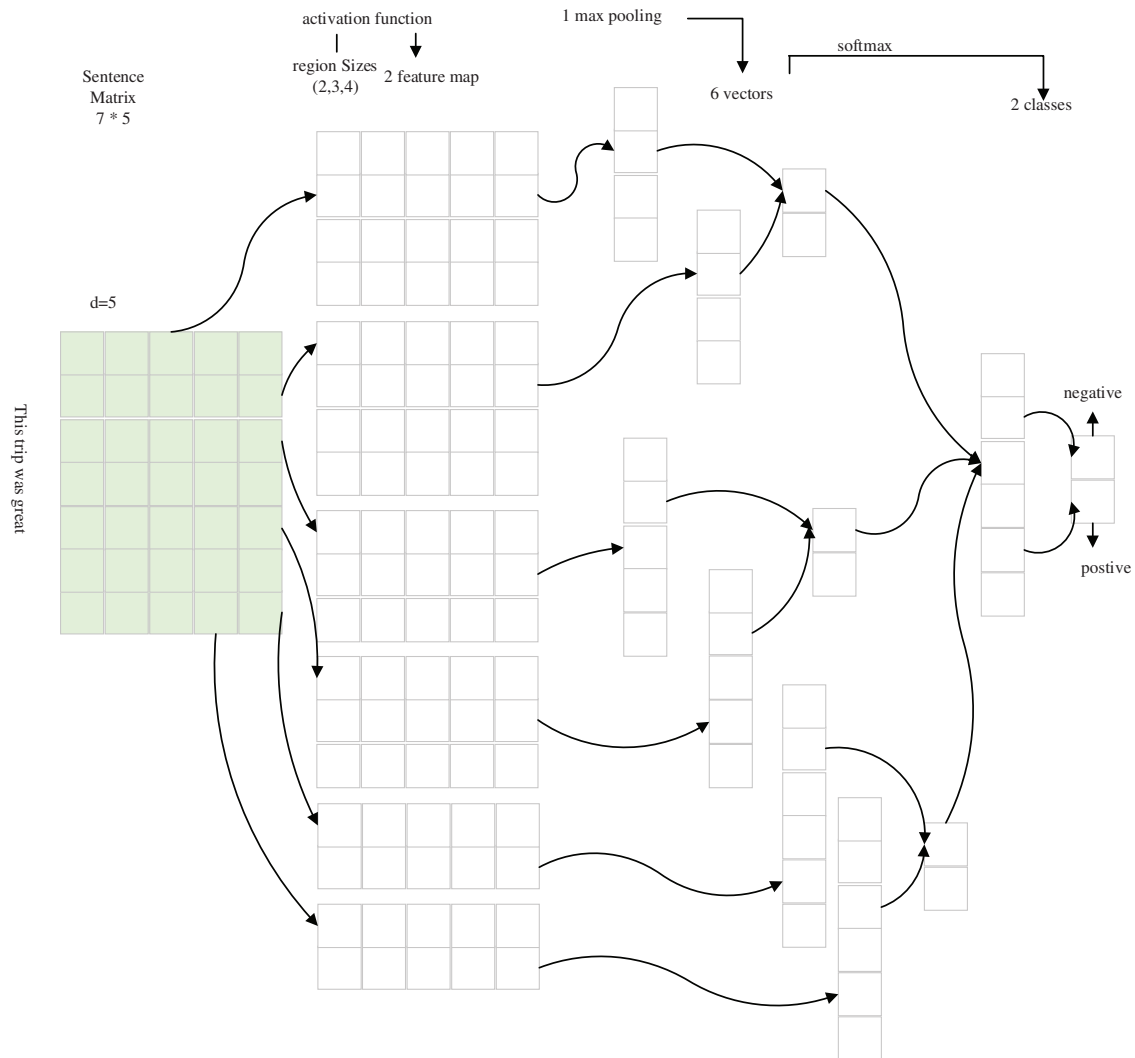 activation function
1 max pooling
softmax
region Sizes
(2,3,4)
2 feature map
Sentence
Matrix
7 * 5
6 vectors
2 classes
d=5
This trip was great
negative
postive